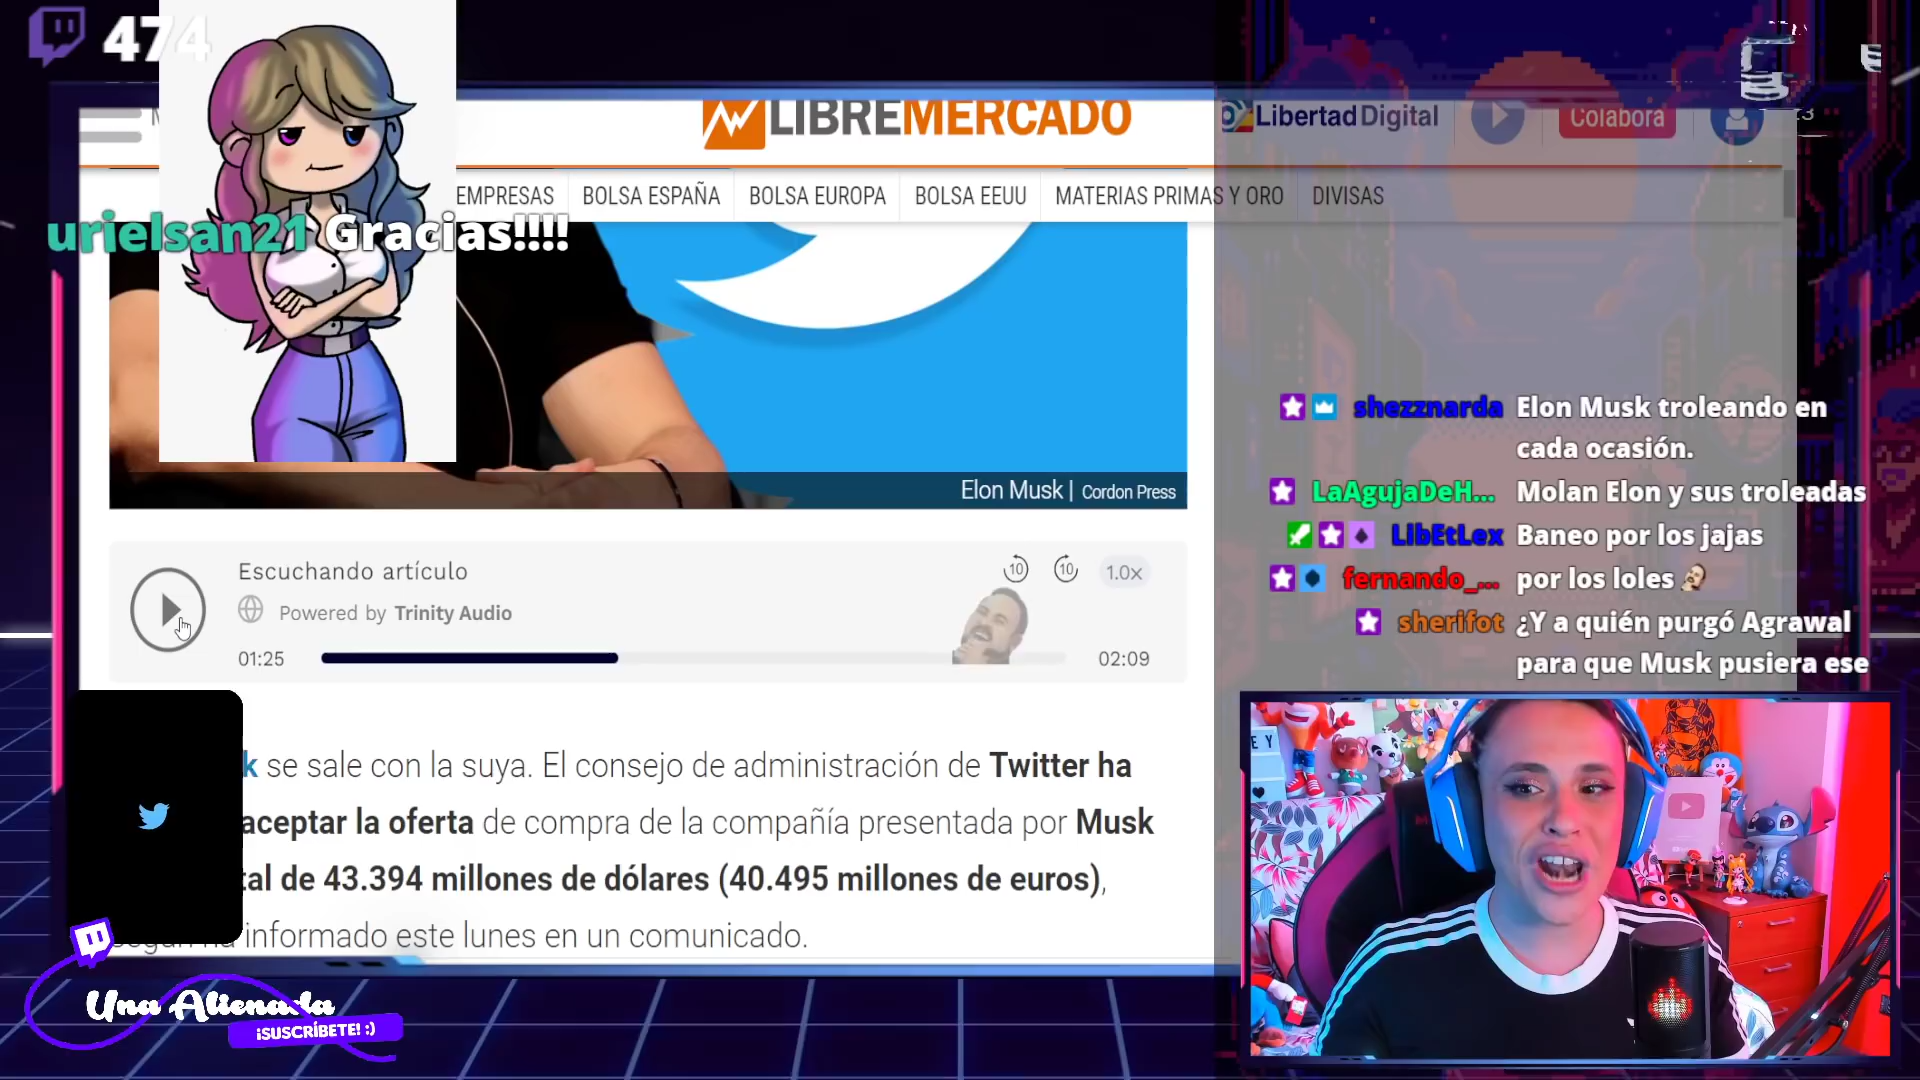 474
LIBREMERCADO
Libertad Digital
Colabora
EMPRESAS
BOLSA ESPAÑA
BOLSA EUROPA
BOLSA EEUU
MATERIAS PRIMAS Y ORO
DIVISAS
urielsan21 Gracias!!!!
Elon Musk | Cordon Press
Escuchando artículo
10
10
1.0x
Powered by Trinity Audio
01:25
02:09
k se sale con la suya. El consejo de administración de Twitter ha
aceptar la oferta de compra de la compañía presentada por Musk
tal de 43.394 millones de dólares (40.495 millones de euros),
informado este lunes en un comunicado.
shezznarda Elon Musk troleando en
cada ocasión.
LaAgujaDeH... Molan Elon y sus troleadas
LibEtLex Baneo por los jajas
fernando_... por los loles
sherifot ¿Y a quién purgó Agrawal
para que Musk pusiera ese
Una Alienada
¡SUSCRÍBETE! :)